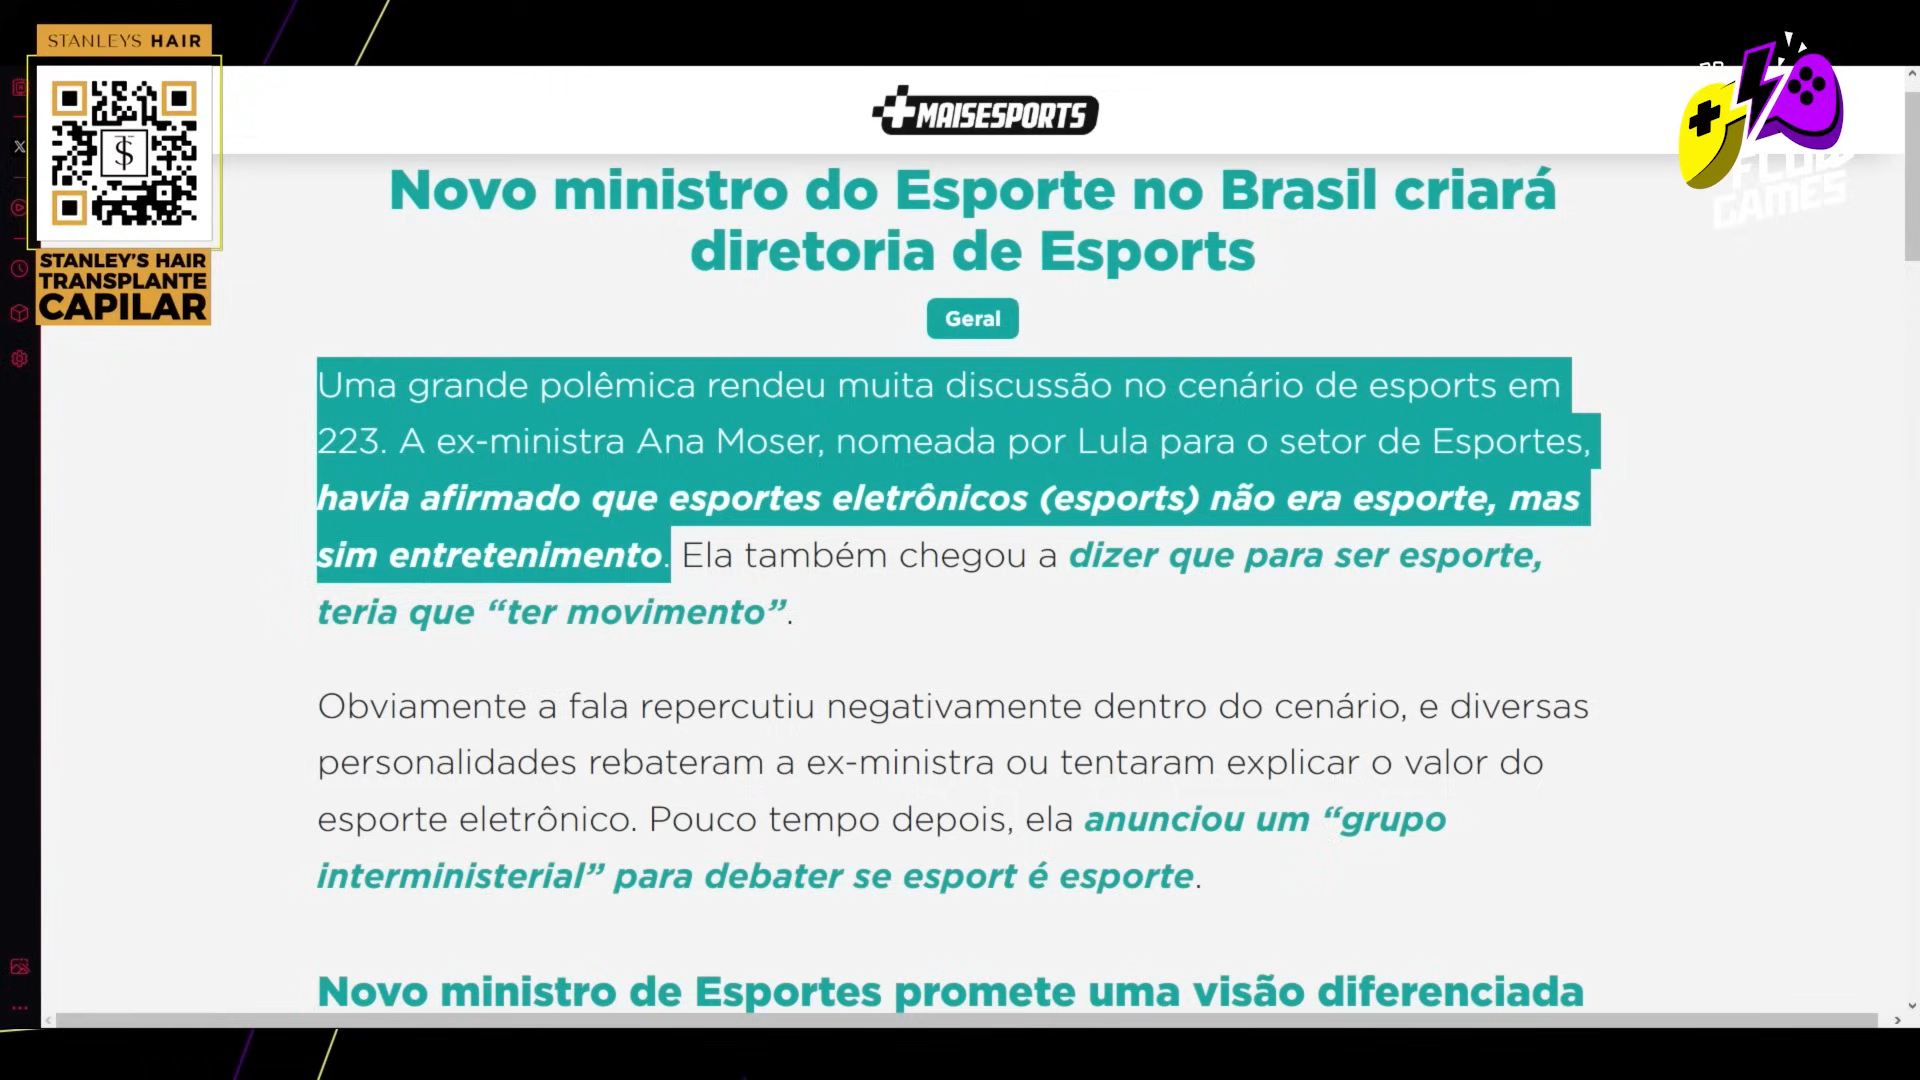 STANLEYS HAIR
STANLEY'S HAIR
TRANSPLANTE
CAPILAR
MAISESPORTS
FLOW
GAMES
Novo ministro do Esporte no Brasil criará
diretoria de Esports
Geral
Uma grande polêmica rendeu muita discussão no cenário de esports em
223. A ex-ministra Ana Moser, nomeada por Lula para o setor de Esportes,
havia afirmado que esportes eletrônicos (esports) não era esporte, mas
sim entretenimento. Ela também chegou a dizer que para ser esporte,
teria que “ter movimento”.
Obviamente a fala repercutiu negativamente dentro do cenário, e diversas
personalidades rebateram a ex-ministra ou tentaram explicar o valor do
esporte eletrônico. Pouco tempo depois, ela anunciou um “grupo
interministerial” para debater se esport é esporte.
Novo ministro de Esportes promete uma visão diferenciada